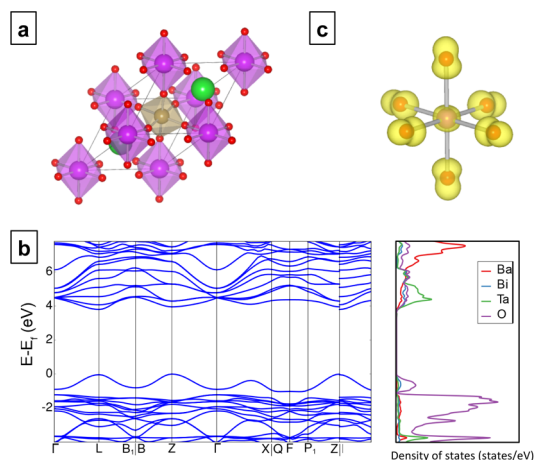 a
c
b
E-E_f (eV)
6
4
2
0
-2
Γ
L
B₁|B
Z
Γ
X|Q
F
P₁
Z|
Ba
Bi
Ta
O
Density of states (states/eV)